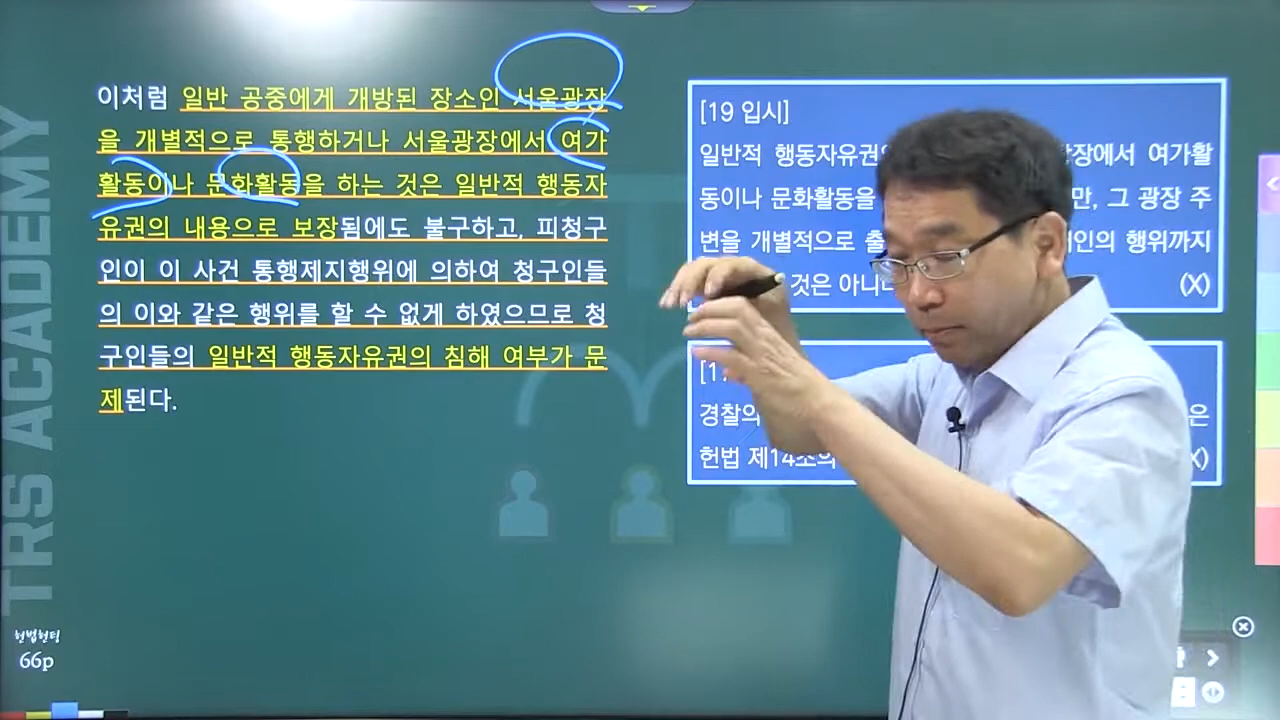 이처럼 일반 공중에게 개방된 장소인 서울광장
을 개별적으로 통행하거나 서울광장에서 여가
활동이나 문화활동을 하는 것은 일반적 행동자
유권의 내용으로 보장됨에도 불구하고, 피청구
인이 이 사건 통행제지행위에 의하여 청구인들
의 이와 같은 행위를 할 수 없게 하였으므로 청
구인들의 일반적 행동자유권의 침해 여부가 문
제된다.
[19 입시]
일반적 행동자유권 장에서 여가활
동이나 문화활동을 만, 그 광장 주
변을 개별적으로 인의 행위까지
것은 아니 (X)
경찰의 은
헌법 제14조의 X)
TRS ACADEMY
헌법헌팅
66p